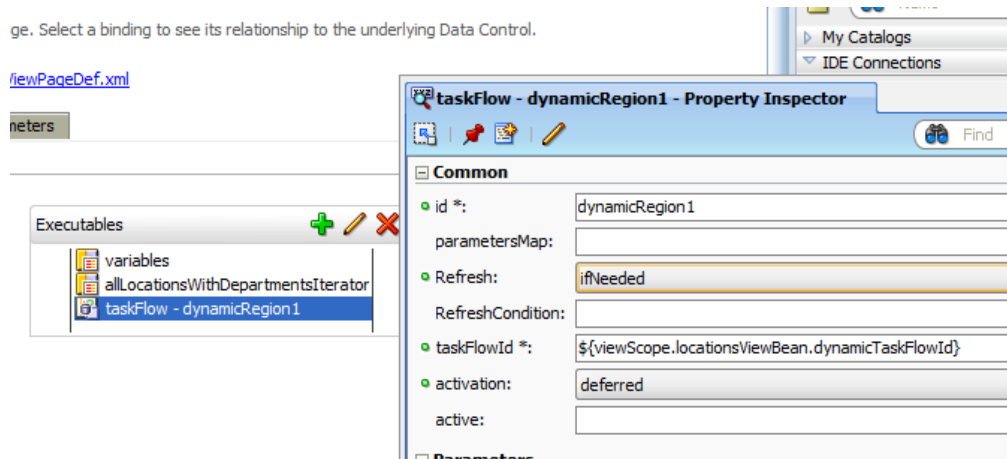 ge. Select a binding to see its relationship to the underlying Data Control.
My Catalogs
IDE Connections
/iewPageDef.xml
taskFlow - dynamicRegion1 - Property Inspector
neters
Find
Common
id *:
dynamicRegion1
Executables
parametersMap:
variables
Refresh:
ifNeeded
allLocationsWithDepartmentsIterator
taskFlow - dynamicRegion1
RefreshCondition:
taskFlowId *:
${viewScope.locationsViewBean.dynamicTaskFlowId}
activation:
deferred
active:
Parameters